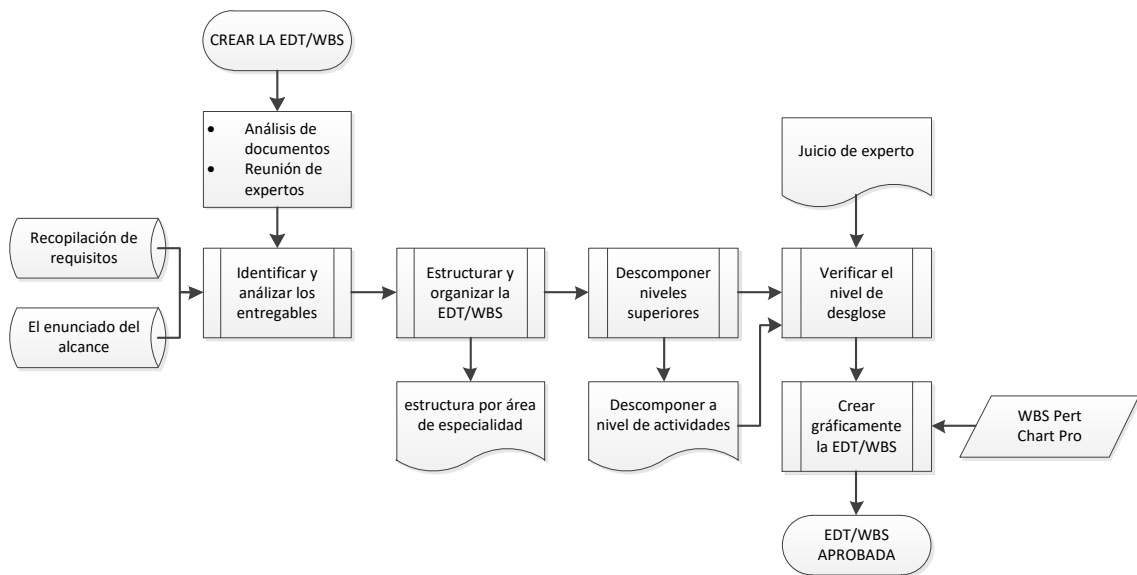 CREAR LA EDT/WBS
• Análisis de
documentos
• Reunión de
expertos
Juicio de experto
Recopilación de
requisitos
El enunciado del
alcance
Identificar y
análizar los
entregables
Estructurar y
organizar la
EDT/WBS
Descomponer
niveles
superiores
Verificar el
nivel de
desglose
estructura por área
de especialidad
Descomponer a
nivel de actividades
Crear
gráficamente
la EDT/WBS
WBS Pert
Chart Pro
EDT/WBS
APROBADA